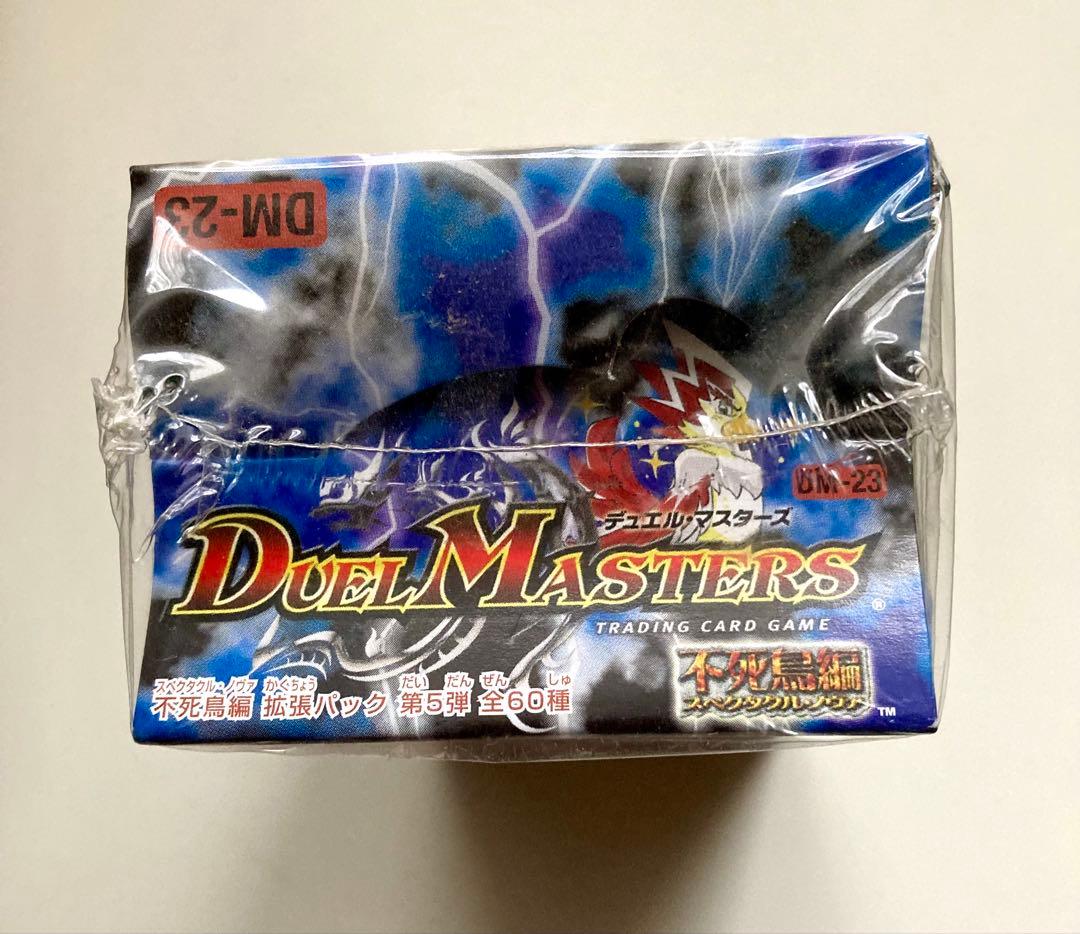 DM-23
DM-23
デュエル・マスターズ
DUEL MASTERS
®
TRADING CARD GAME
不死鳥編
スペクタクル・ノヴァ
TM
スペクタクル・ノヴァ かくちょう だい だん ぜん しゅ
不死鳥編 拡張パック 第5弾 全60種